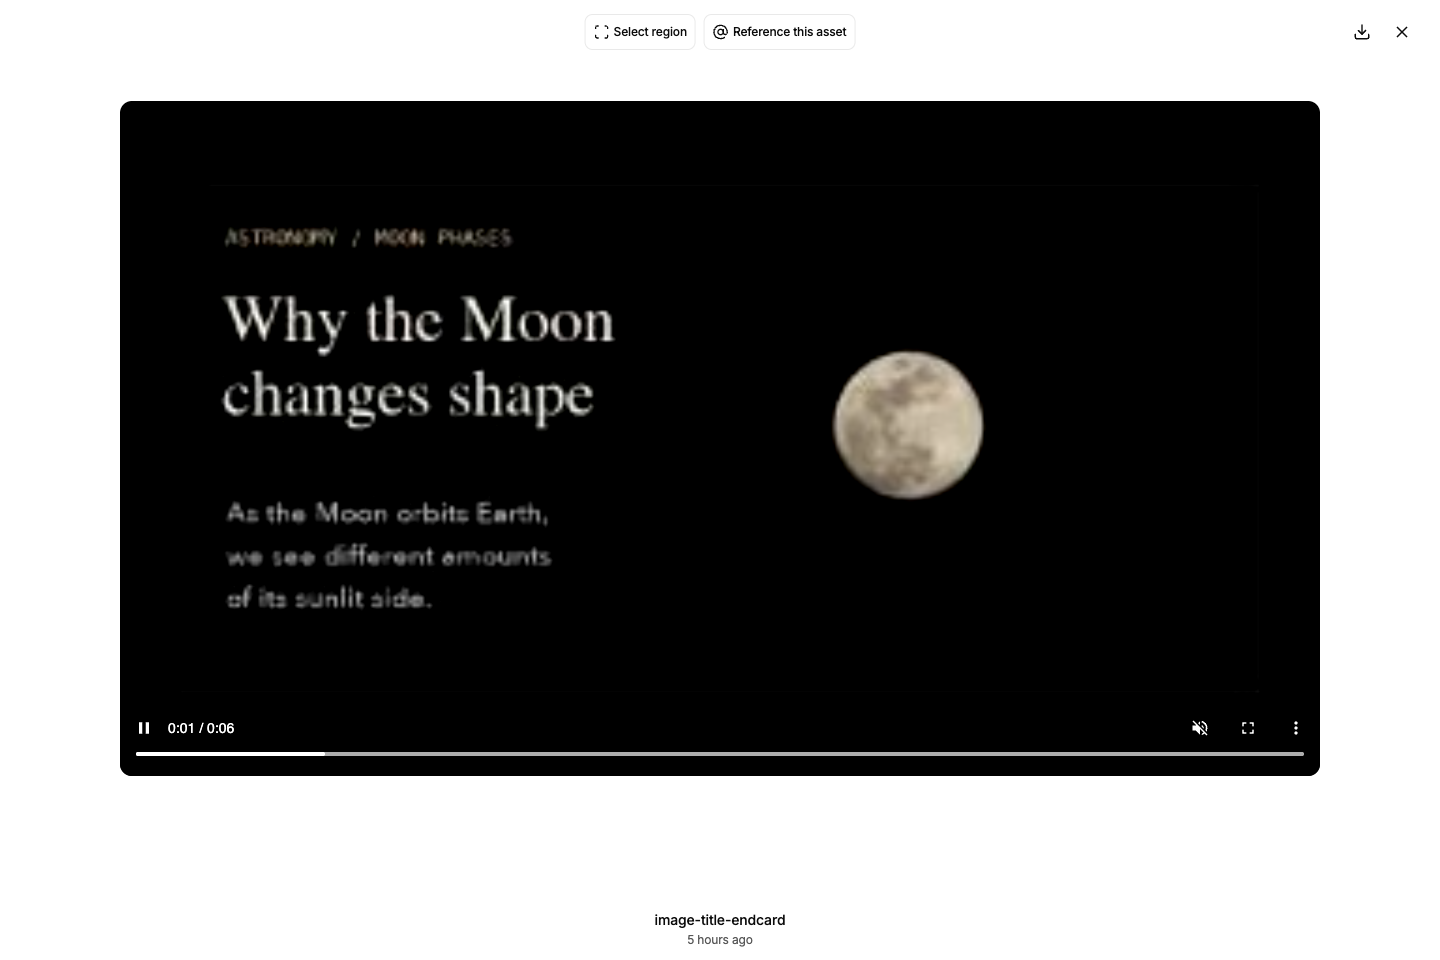 Select region
Reference this asset
ASTRONOMY / MOON PHASES
Why the Moon
changes shape
As the Moon orbits Earth,
we see different amounts
of its sunlit side.
0:01 / 0:06
image-title-endcard
5 hours ago